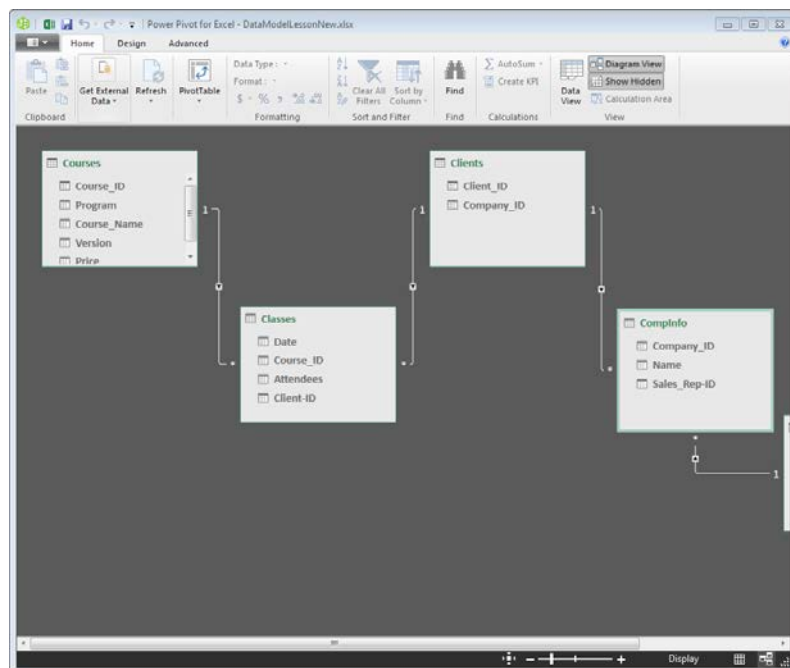 Power Pivot for Excel - DataModelLessonNew.xlsx
Home Design Advanced
Paste
Clipboard
Get External Data
Refresh
PivotTable
Data Type :
Format :
$ % ,
Formatting
Clear All Filters
Sort by Column
Sort and Filter
Find
Find
AutoSum
Create KPI
Calculations
Data View
Diagram View
Show Hidden
Calculation Area
View
Courses
Course_ID
Program
Course_Name
Version
Price
1
Clients
Client_ID
Company_ID
1
1
Classes
Date
Course_ID
Attendees
Client-ID
*
*
CompInfo
Company_ID
Name
Sales_Rep-ID
*
*
1
Display